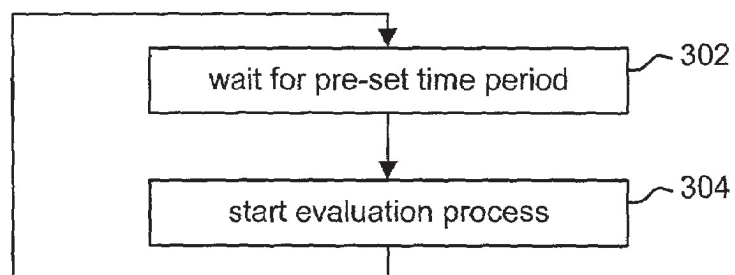 wait for pre-set time period
302
start evaluation process
304